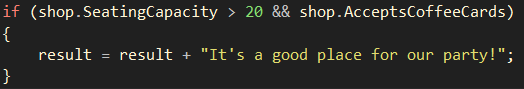 if (shop.SeatingCapacity > 20 && shop.AcceptsCoffeeCards)
{
    result = result + "It's a good place for our party!";
}